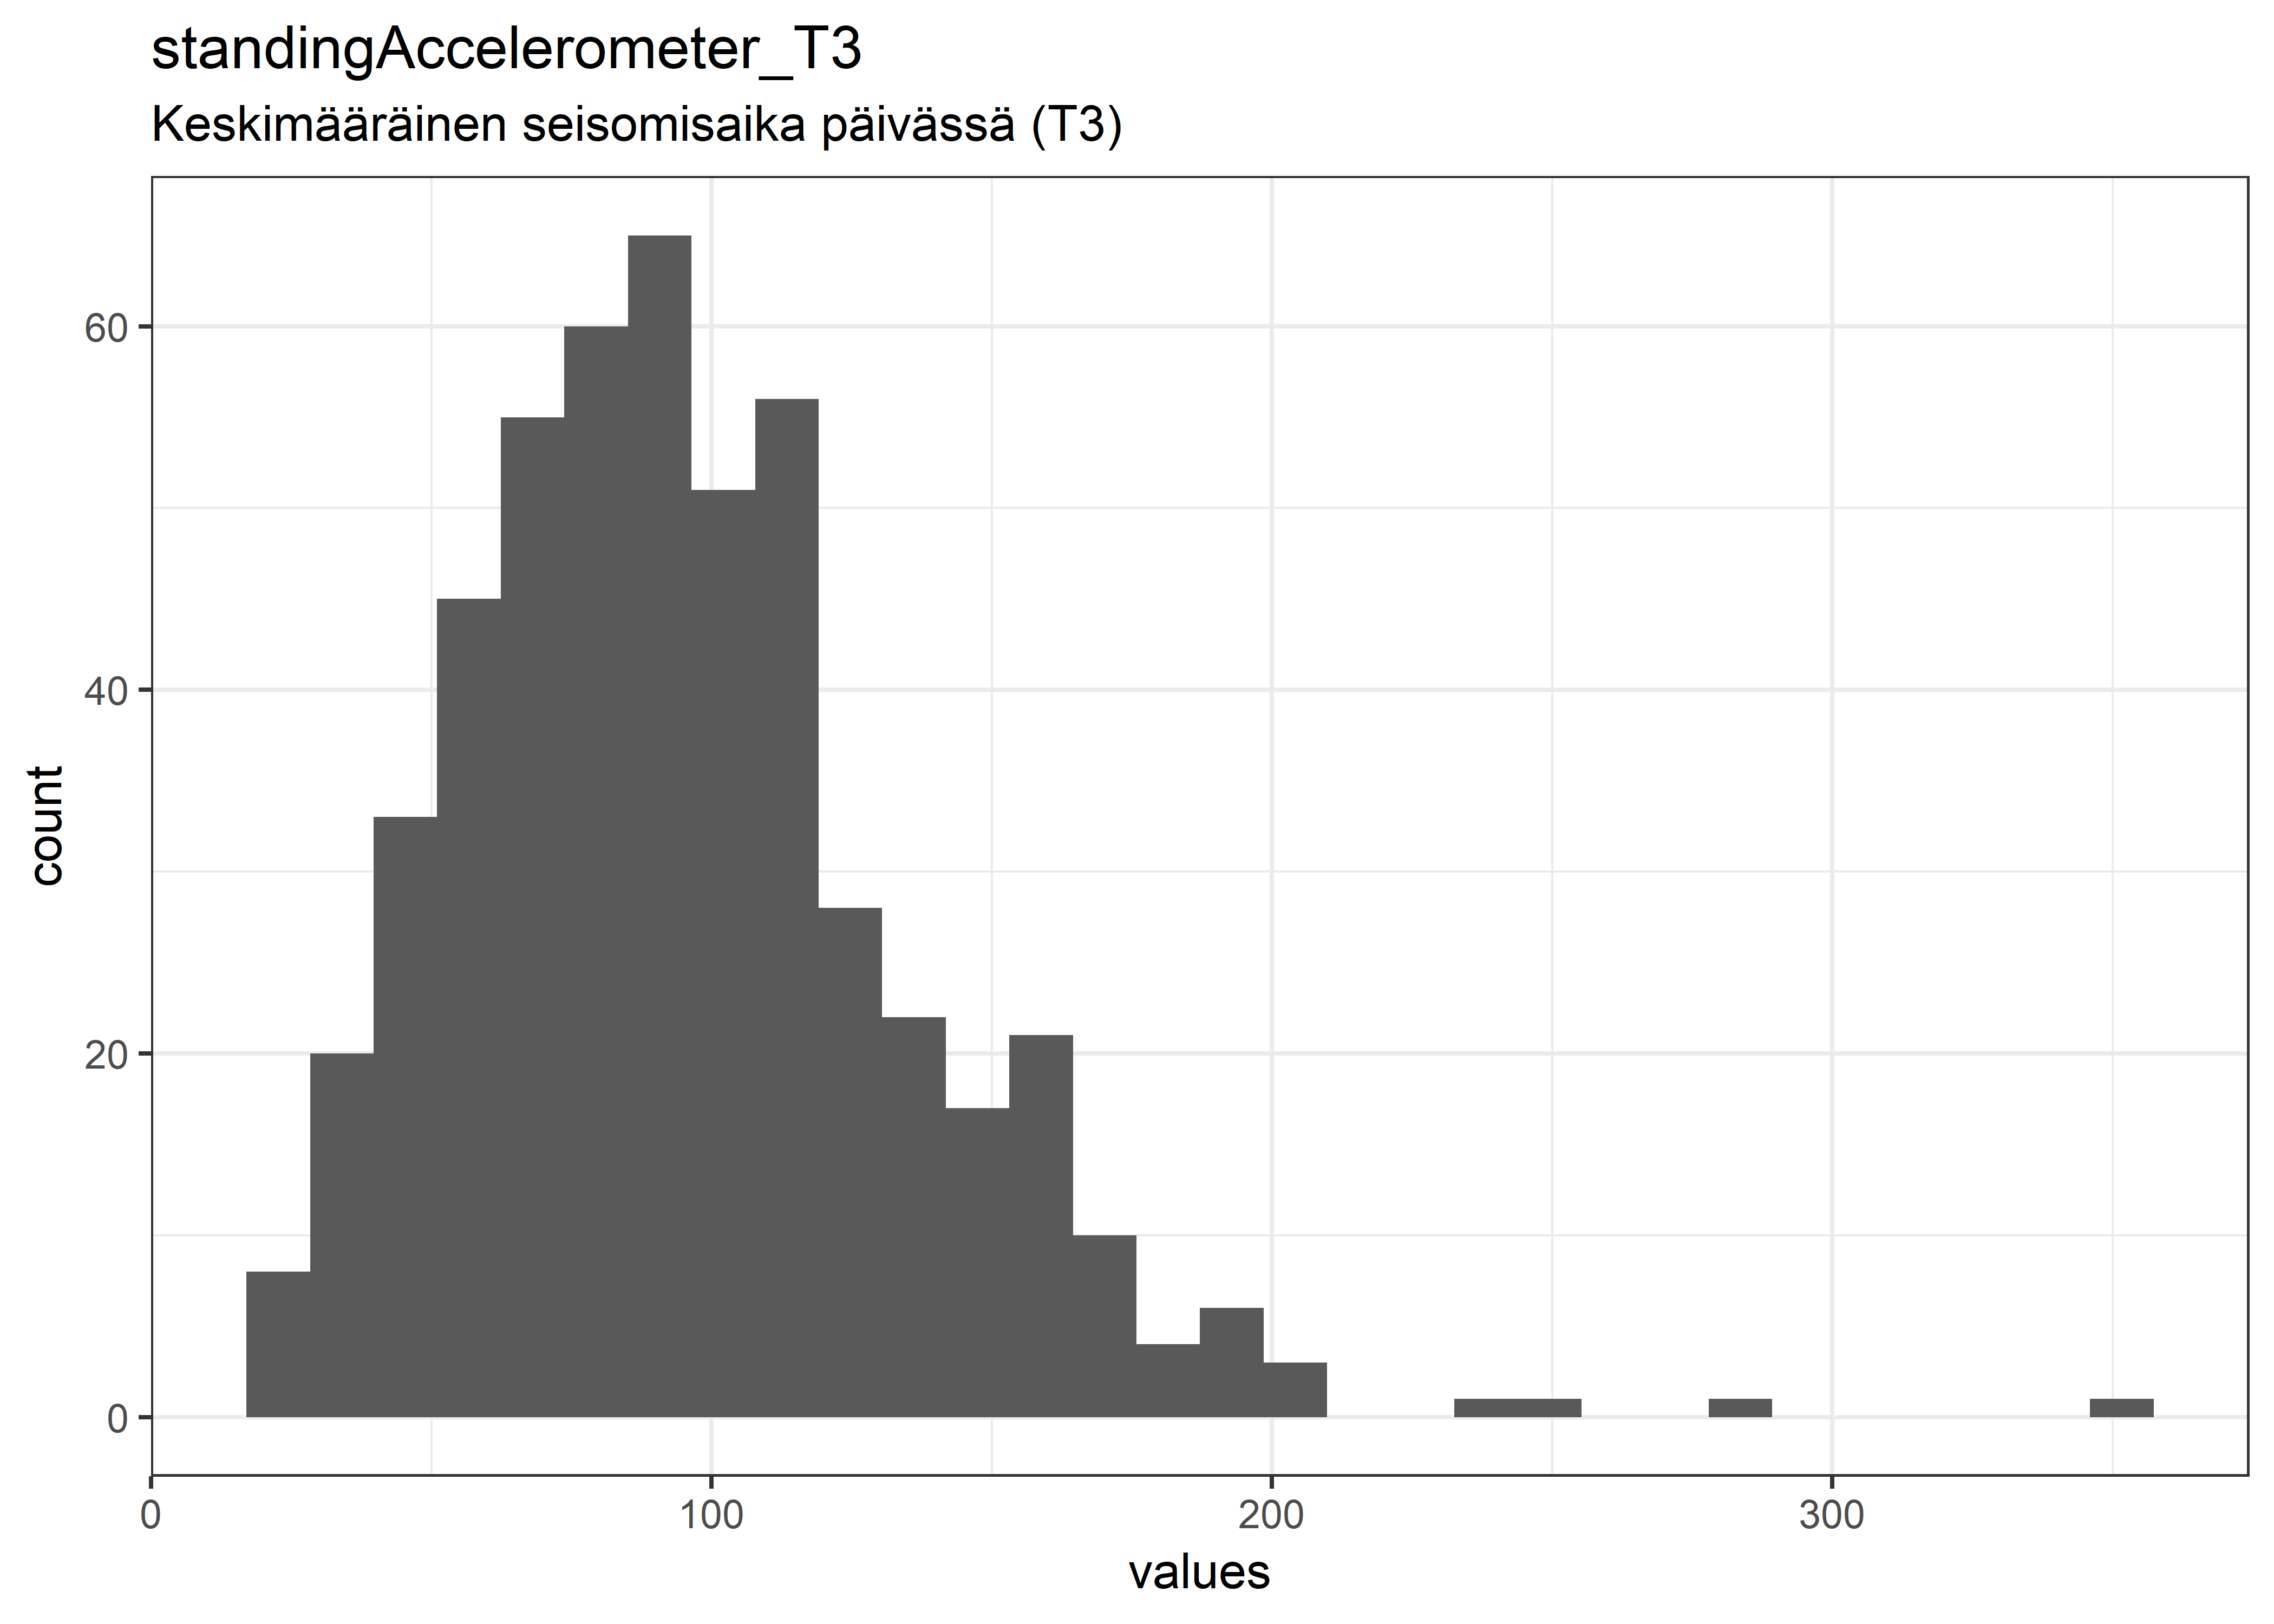 standingAccelerometer_T3
Keskimääräinen seisomisaika päivässä (T3)
60
40
20
0
count
0 100 200 300
values